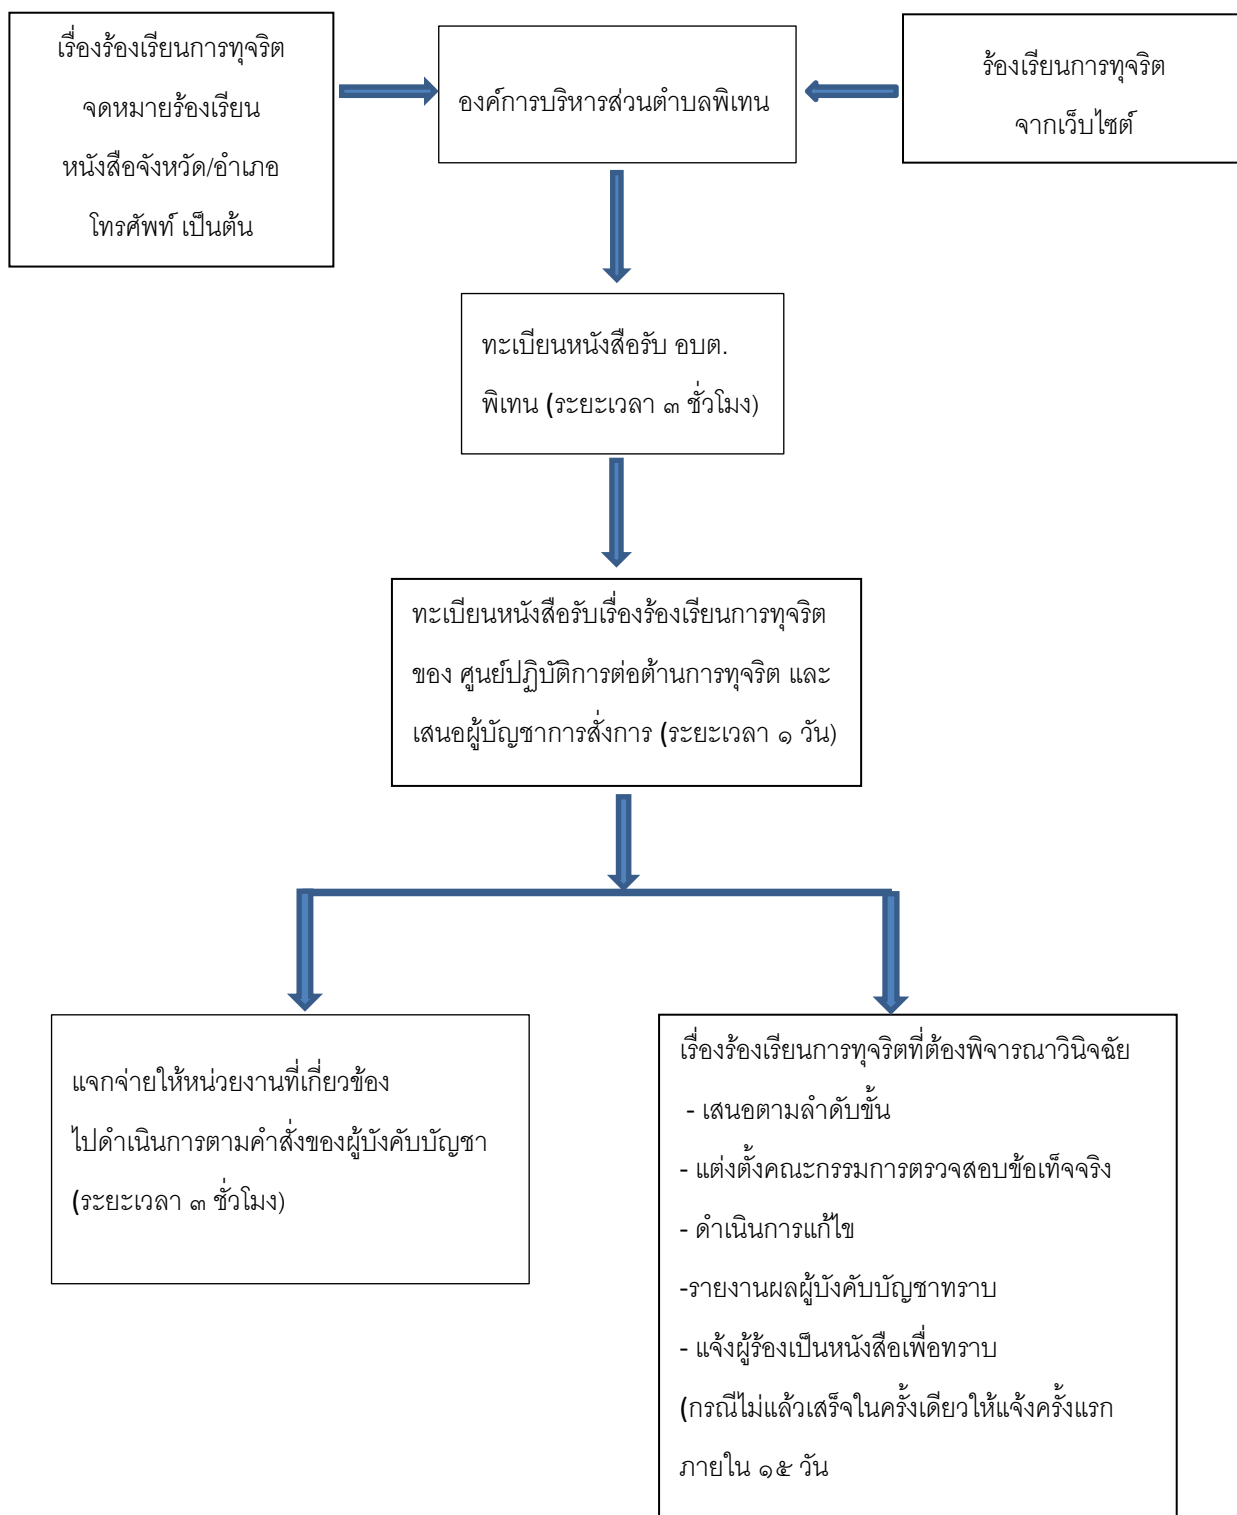 เรื่องร้องเรียนการทุจริต
จดหมายร้องเรียน
หนังสือจังหวัด/อำเภอ
โทรศัพท์ เป็นต้น
องค์การบริหารส่วนตำบลพิเทน
ร้องเรียนการทุจริต
จากเว็บไซต์
ทะเบียนหนังสือรับ อบต.
พิเทน (ระยะเวลา ๓ ชั่วโมง)
ทะเบียนหนังสือรับเรื่องร้องเรียนการทุจริต
ของ ศูนย์ปฏิบัติการต่อต้านการทุจริต และ
เสนอผู้บัญชาการสั่งการ (ระยะเวลา ๑ วัน)
แจกจ่ายให้หน่วยงานที่เกี่ยวข้อง
ไปดำเนินการตามคำสั่งของผู้บังคับบัญชา
(ระยะเวลา ๓ ชั่วโมง)
เรื่องร้องเรียนการทุจริตที่ต้องพิจารณาวินิจฉัย
- เสนอตามลำดับขั้น
- แต่งตั้งคณะกรรมการตรวจสอบข้อเท็จจริง
- ดำเนินการแก้ไข
-รายงานผลผู้บังคับบัญชาทราบ
- แจ้งผู้ร้องเป็นหนังสือเพื่อทราบ
(กรณีไม่แล้วเสร็จในครั้งเดียวให้แจ้งครั้งแรก
ภายใน ๑๕ วัน